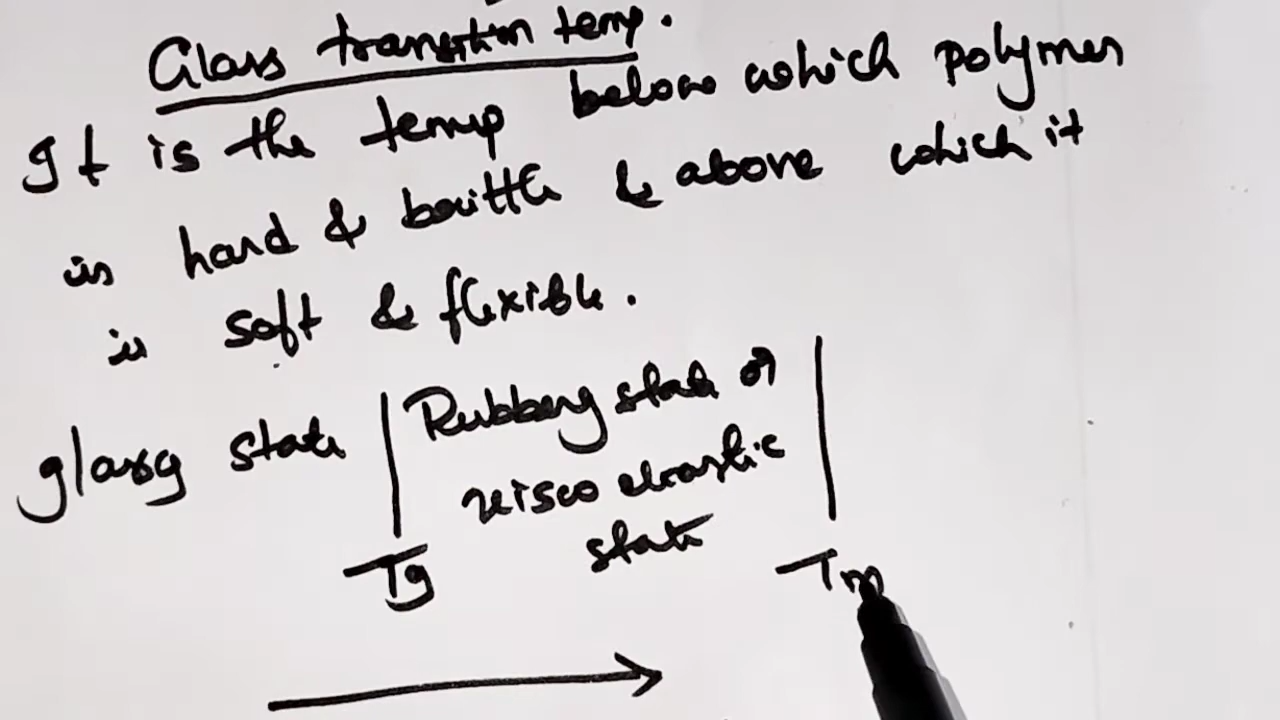 Glass transition temp.
It is the temp below which polymer
is hard & brittle & above which it
is soft & flexible.
glassy state | Rubbery state or
visco elastic
state
Tg
Tm